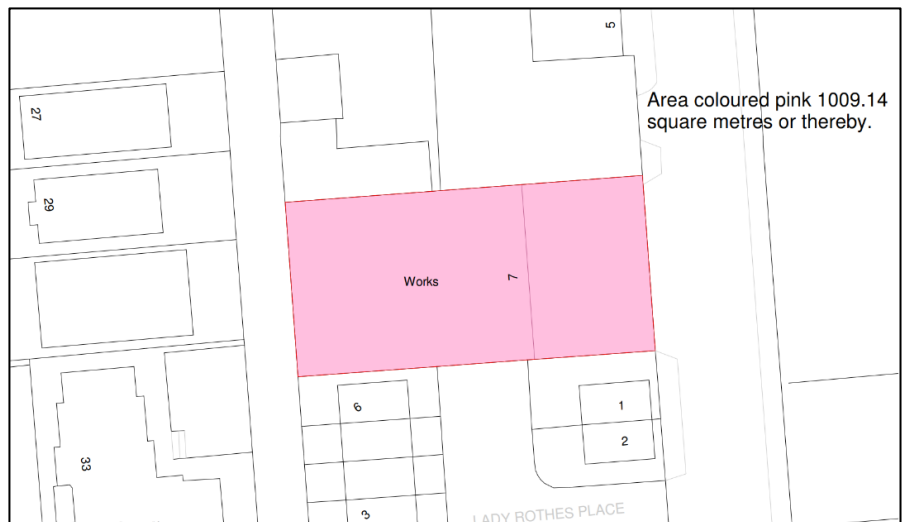 5
Area coloured pink 1009.14
square metres or thereby.
27
29
Works
7
6
1
2
33
3
LADY ROTHES PLACE